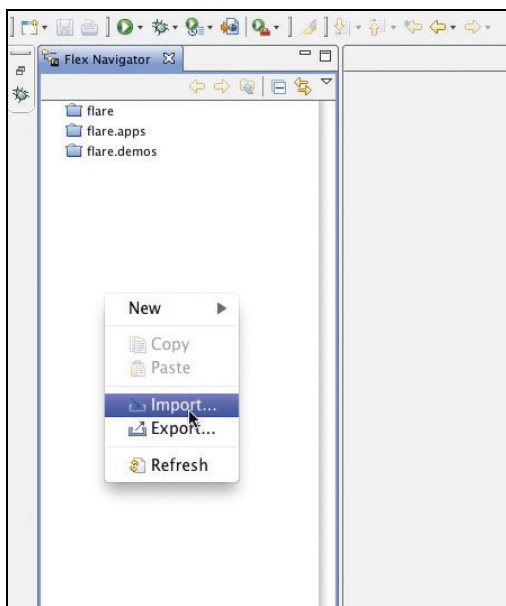 Flex Navigator
flare
flare.apps
flare.demos
New
Copy
Paste
Import...
Export...
Refresh